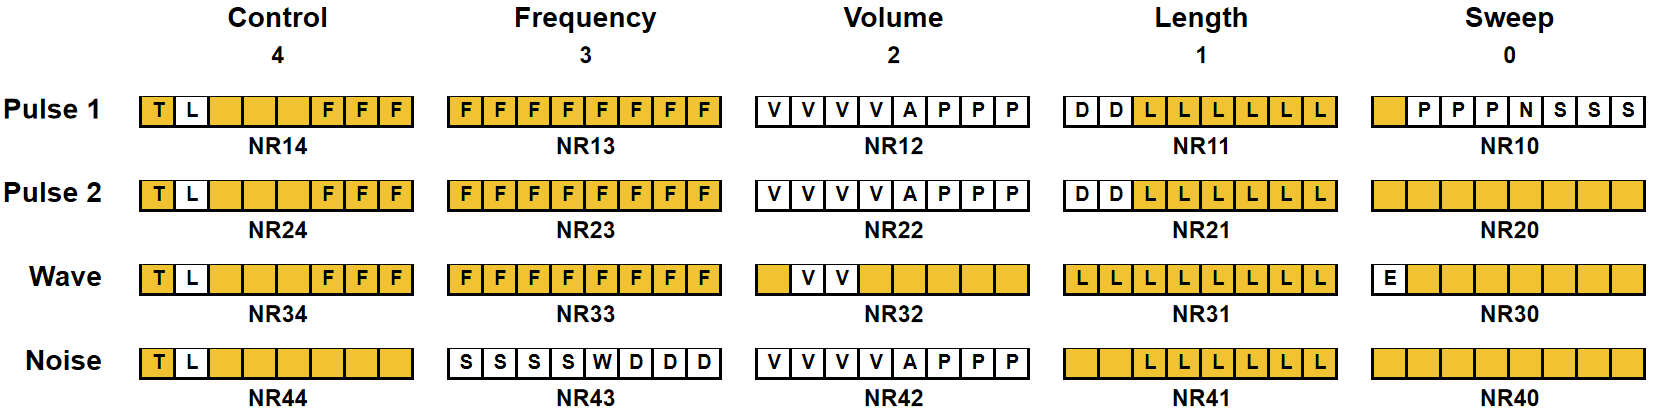 Control Frequency Volume Length Sweep
4 3 2 1 0
Pulse 1 T L F F F F F F F F F F F V V V V A P P P D D L L L L L L P P P N S S S
NR14 NR13 NR12 NR11 NR10
Pulse 2 T L F F F F F F F F F F F V V V V A P P P D D L L L L L L
NR24 NR23 NR22 NR21 NR20
Wave T L F F F F F F F F F F F V V L L L L L L L L E
NR34 NR33 NR32 NR31 NR30
Noise T L S S S S W D D D V V V V A P P P L L L L L L
NR44 NR43 NR42 NR41 NR40